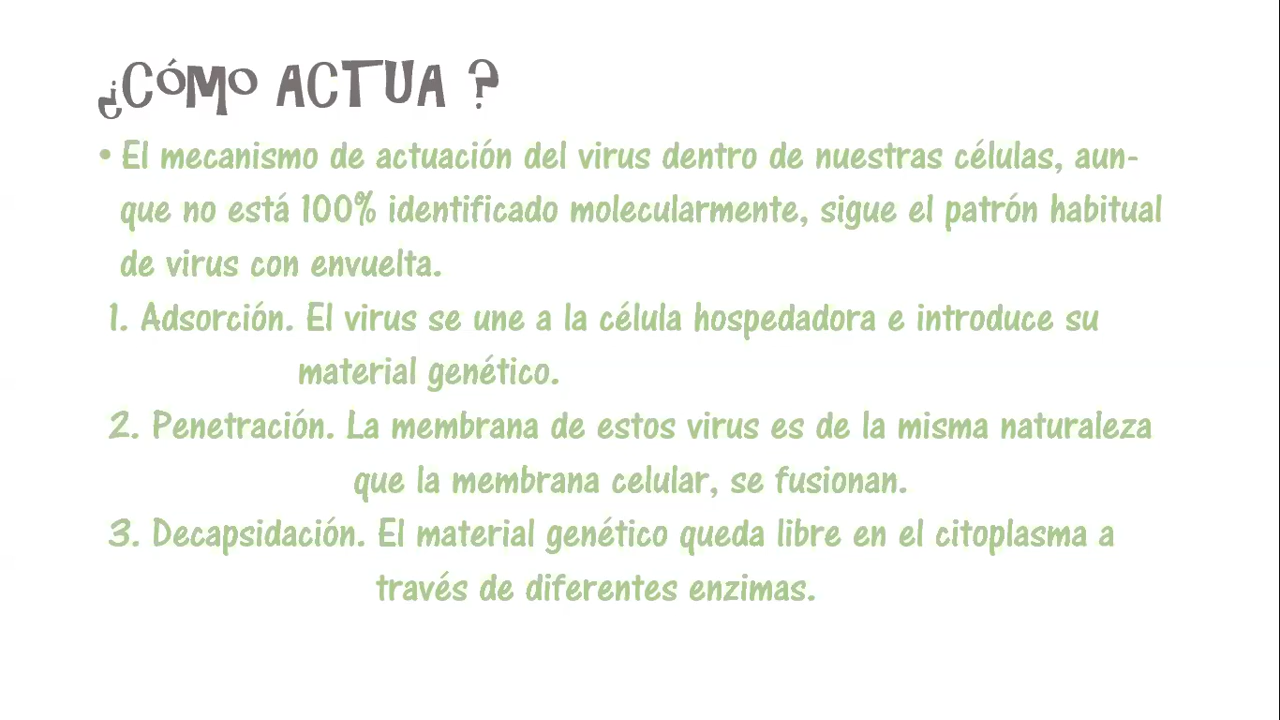 ¿CÓMO ACTUA ?
• El mecanismo de actuación del virus dentro de nuestras células, aun-
que no está 100% identificado molecularmente, sigue el patrón habitual
de virus con envuelta.
1. Adsorción. El virus se une a la célula hospedadora e introduce su
material genético.
2. Penetración. La membrana de estos virus es de la misma naturaleza
que la membrana celular, se fusionan.
3. Decapsidación. El material genético queda libre en el citoplasma a
través de diferentes enzimas.